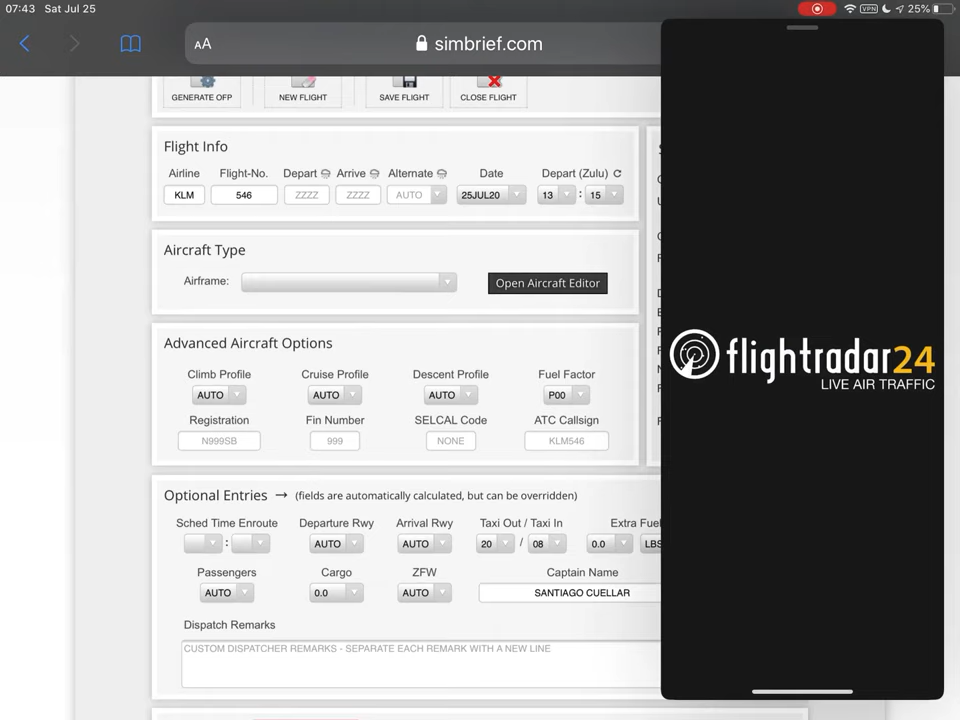 07:43 Sat Jul 25
VPN 25%
AA simbrief.com
GENERATE OFP NEW FLIGHT SAVE FLIGHT CLOSE FLIGHT
Flight Info
Airline Flight-No. Depart Arrive Alternate Date Depart (Zulu)
KLM 546 ZZZZ ZZZZ AUTO 25JUL20 13 : 15
Aircraft Type
Airframe: Open Aircraft Editor
Advanced Aircraft Options
Climb Profile Cruise Profile Descent Profile Fuel Factor
AUTO AUTO AUTO P00
Registration Fin Number SELCAL Code ATC Callsign
N999SB 999 NONE KLM546
Optional Entries → (fields are automatically calculated, but can be overridden)
Sched Time Enroute Departure Rwy Arrival Rwy Taxi Out / Taxi In Extra Fuel
: AUTO AUTO 20 / 08 0.0 LBS
Passengers Cargo ZFW Captain Name
AUTO 0.0 AUTO SANTIAGO CUELLAR
Dispatch Remarks
CUSTOM DISPATCHER REMARKS - SEPARATE EACH REMARK WITH A NEW LINE
flightradar24
LIVE AIR TRAFFIC